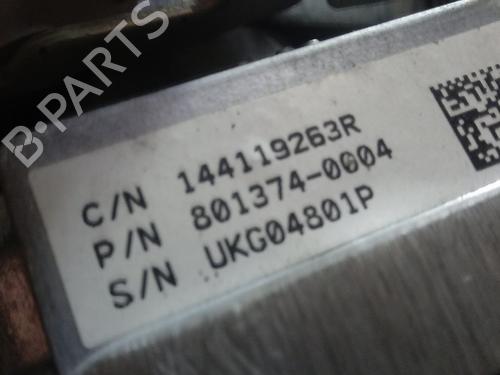 B-PARTS
C/N 144119263R
P/N 801374-0004
S/N UKG04801P